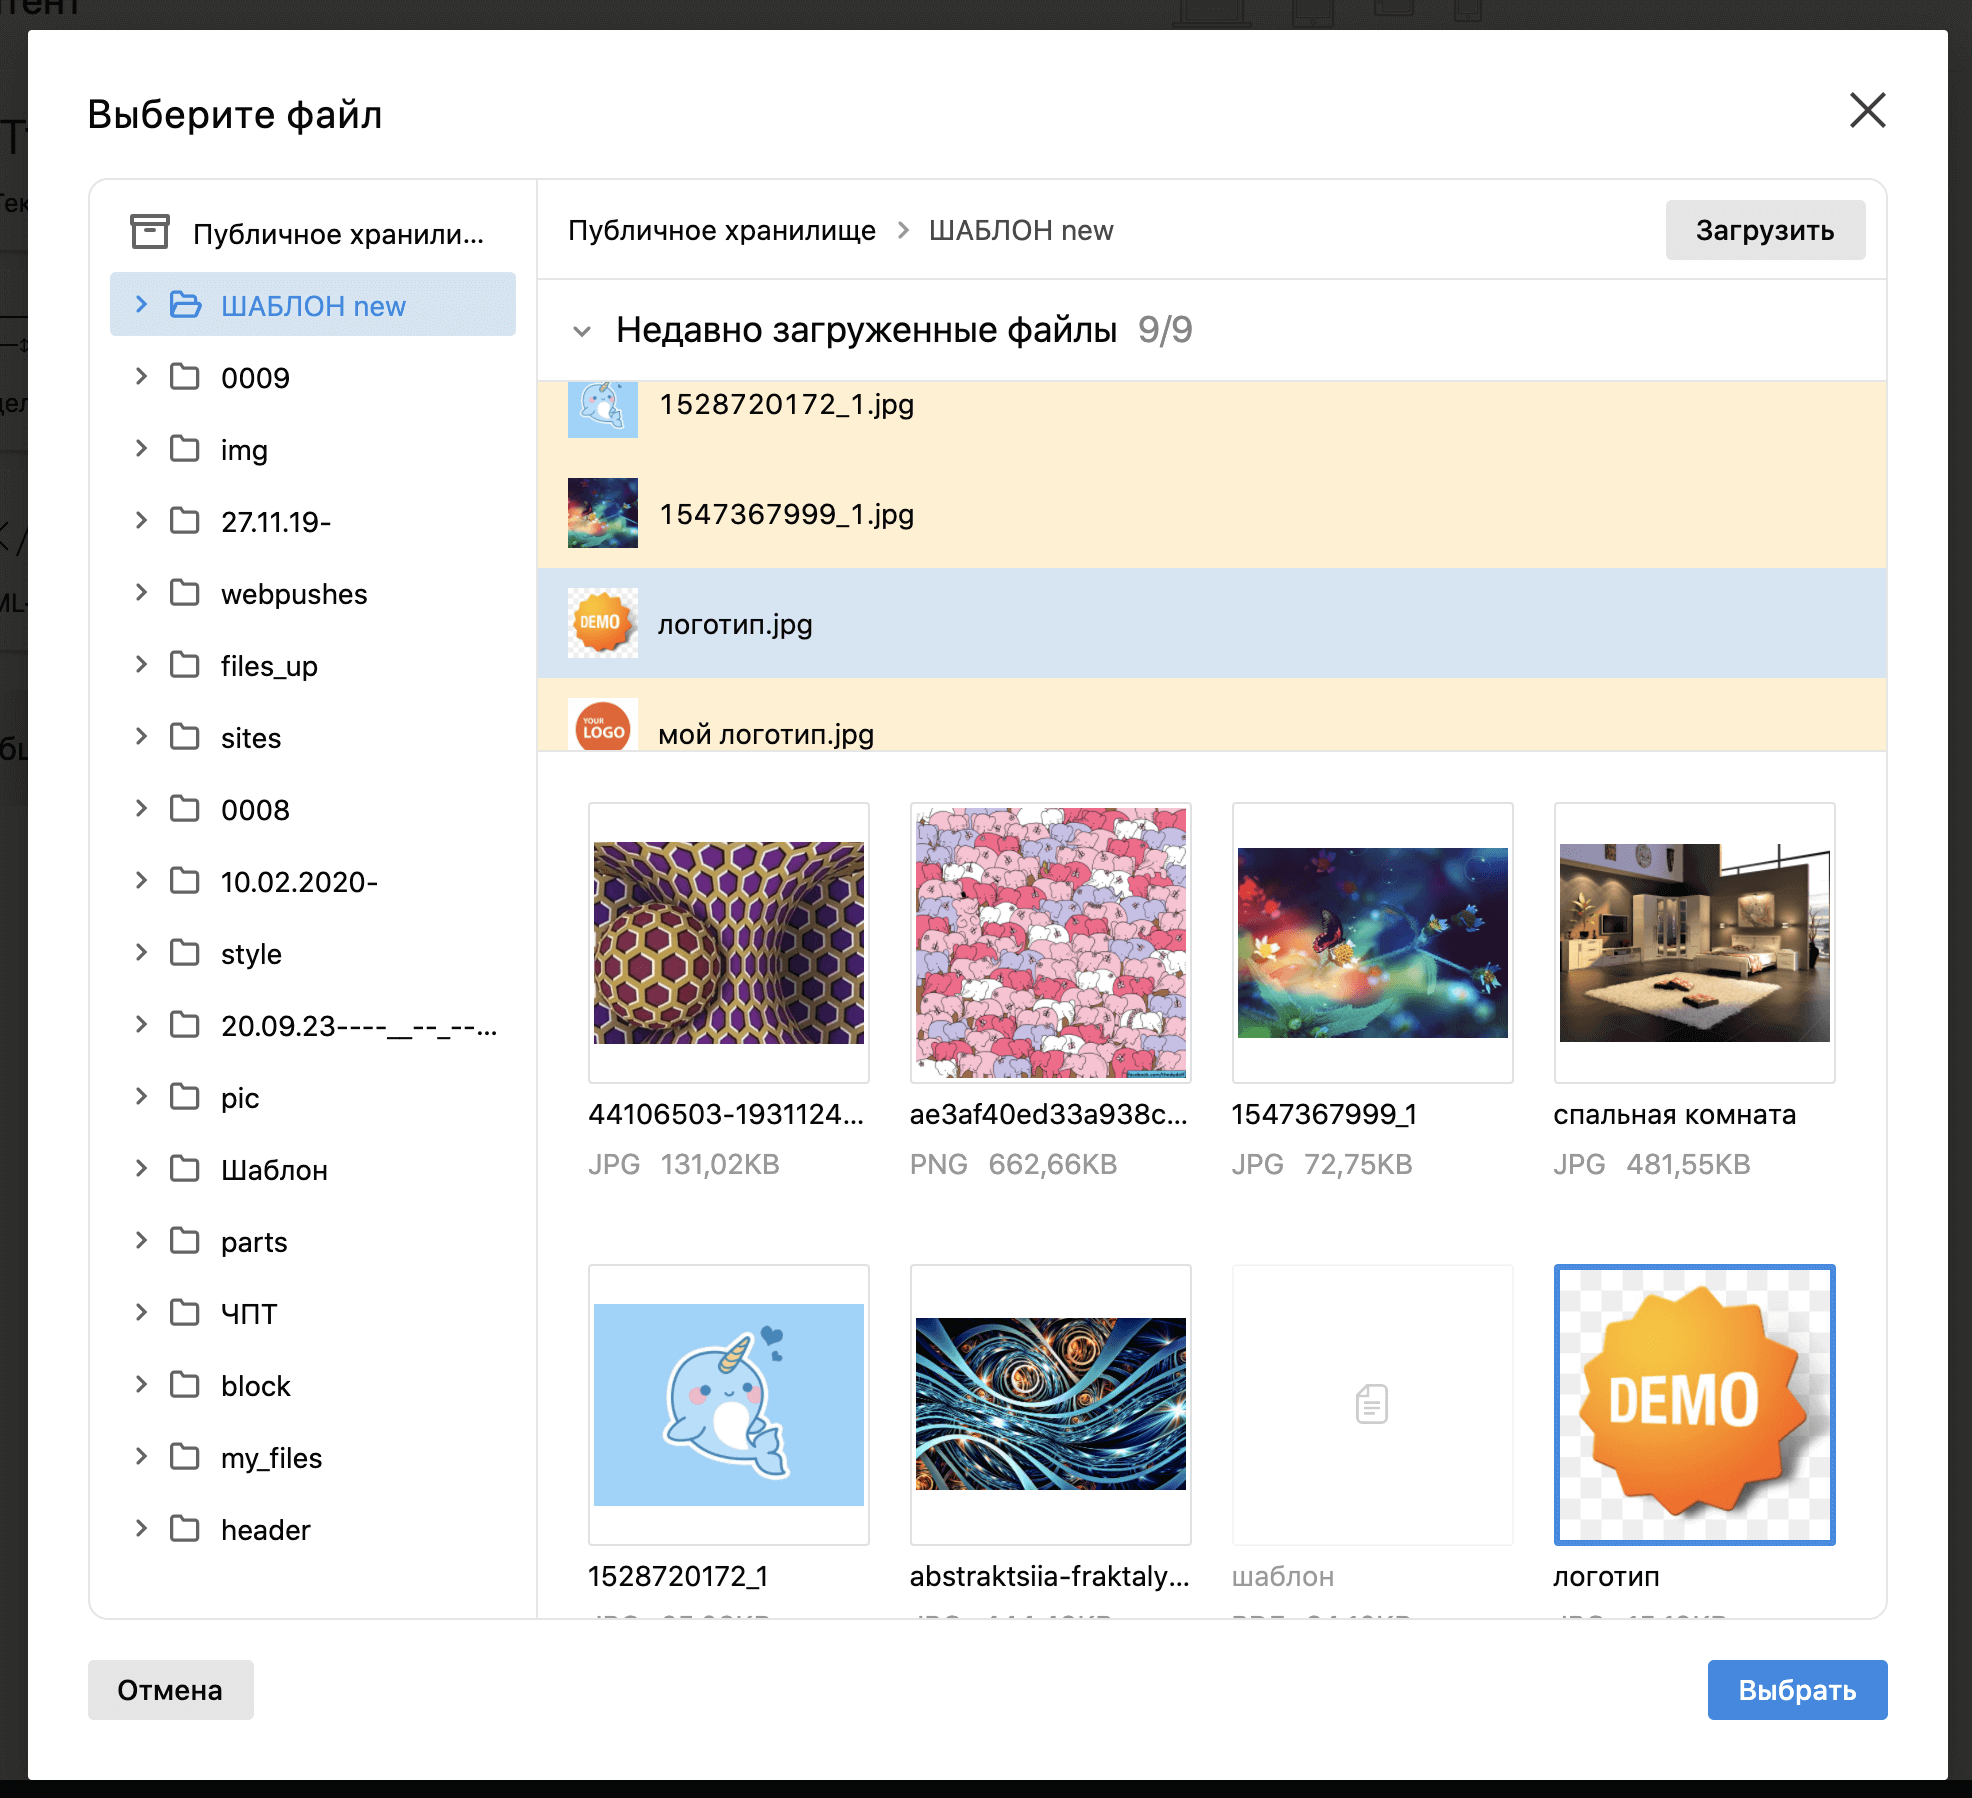 Выберите файл
Публичное хранили...
ШАБЛОН new
0009
img
27.11.19-
webpushes
files_up
sites
0008
10.02.2020-
style
20.09.23----__--_--...
pic
Шаблон
parts
ЧПТ
block
my_files
header
Публичное хранилище > ШАБЛОН new
Загрузить
Недавно загруженные файлы 9/9
1528720172_1.jpg
1547367999_1.jpg
DEMO
логотип.jpg
YOUR
LOGO
мой логотип.jpg
44106503-1931124...
JPG 131,02KB
ae3af40ed33a938c...
PNG 662,66KB
1547367999_1
JPG 72,75KB
спальная комната
JPG 481,55KB
DEMO
1528720172_1
abstraktsiia-fraktaly...
шаблон
логотип
Отмена
Выбрать